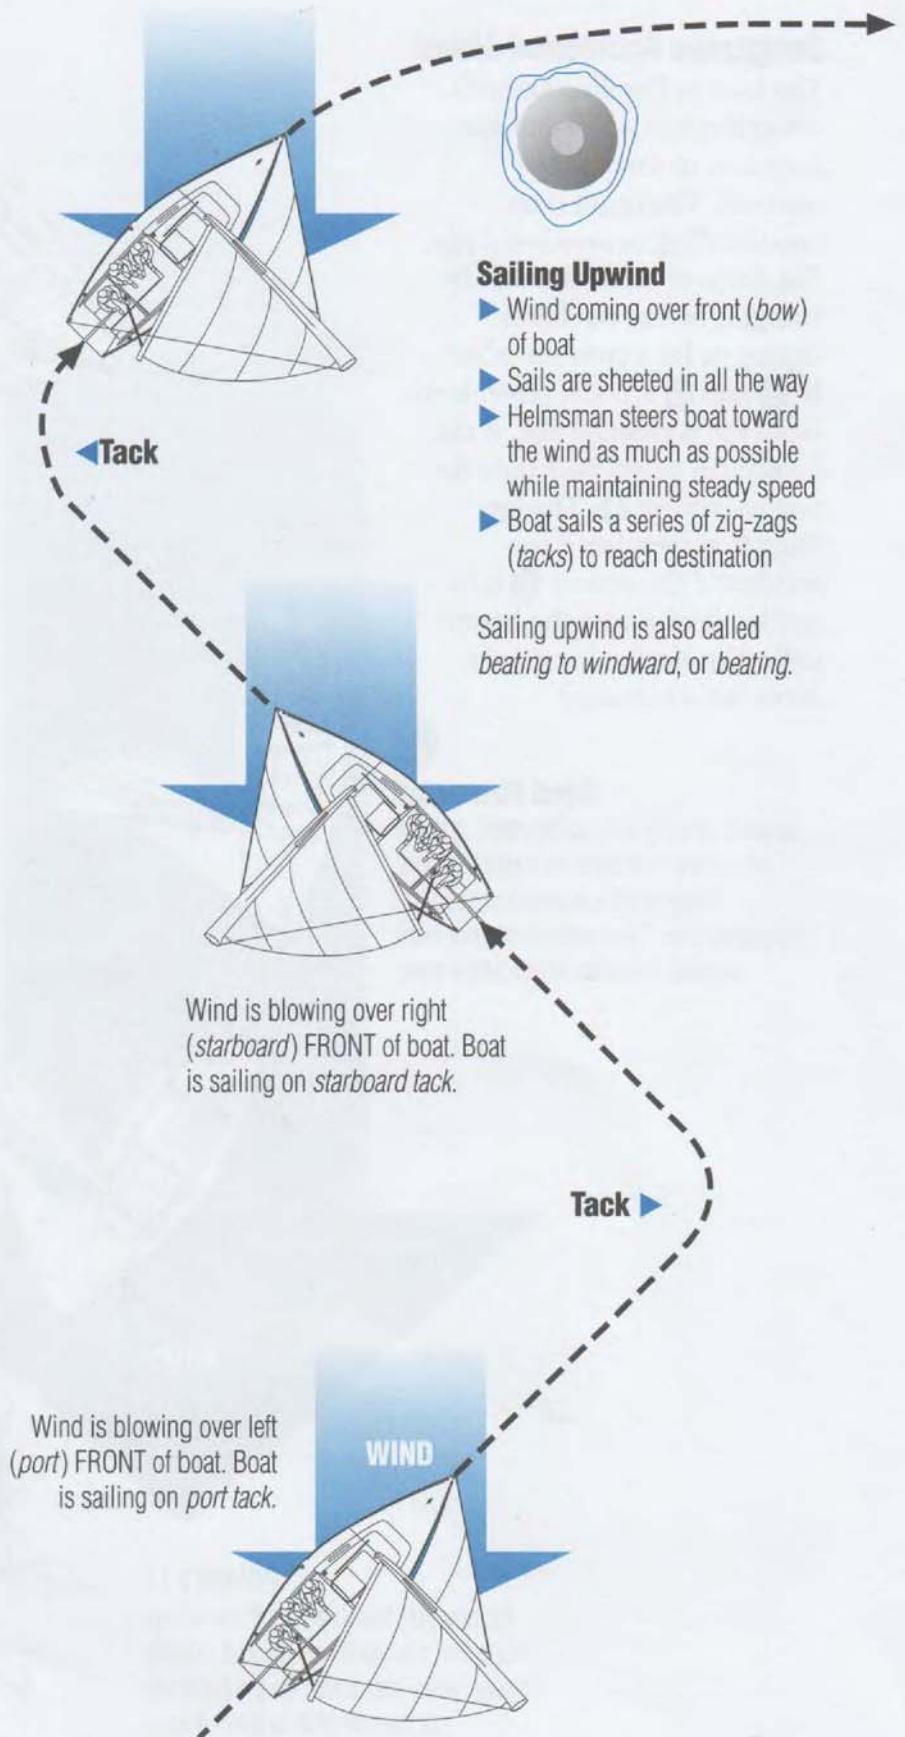 Sailing Upwind
▶ Wind coming over front (bow)
of boat
▶ Sails are sheeted in all the way
▶ Helmsman steers boat toward
the wind as much as possible
while maintaining steady speed
▶ Boat sails a series of zig-zags
(tacks) to reach destination
Sailing upwind is also called
beating to windward, or beating.
◀Tack
Wind is blowing over right
(starboard) FRONT of boat. Boat
is sailing on starboard tack.
Tack ▶
Wind is blowing over left
(port) FRONT of boat. Boat
is sailing on port tack.
WIND